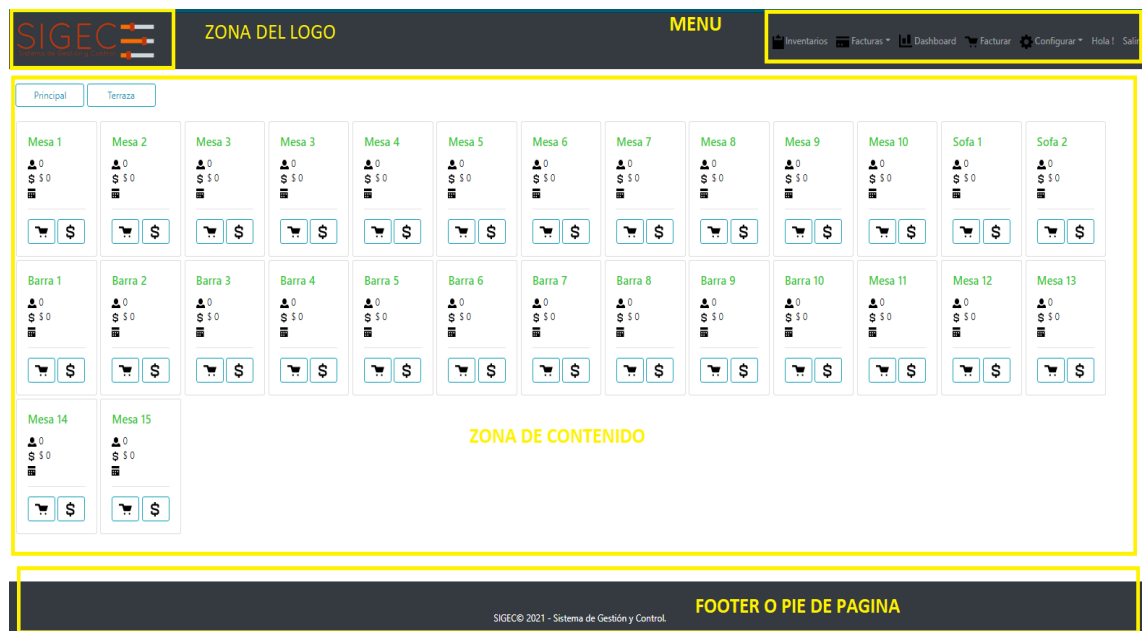 SIGEC
ZONA DEL LOGO
MENU
Inventarios Facturas Dashboard Facturar Configurar Hola! Salir
Principal Terraza
Mesa 1 Mesa 2 Mesa 3 Mesa 3 Mesa 4 Mesa 5 Mesa 6 Mesa 7 Mesa 8 Mesa 9 Mesa 10 Sofa 1 Sofa 2
0 0 0 0 0 0 0 0 0 0 0 0 0
$ $ 0 $ $ 0 $ $ 0 $ $ 0 $ $ 0 $ $ 0 $ $ 0 $ $ 0 $ $ 0 $ $ 0 $ $ 0 $ $ 0 $ $ 0
$ $ $ $ $ $ $ $ $ $ $ $ $
Barra 1 Barra 2 Barra 3 Barra 4 Barra 5 Barra 6 Barra 7 Barra 8 Barra 9 Barra 10 Mesa 11 Mesa 12 Mesa 13
0 0 0 0 0 0 0 0 0 0 0 0 0
$ $ 0 $ $ 0 $ $ 0 $ $ 0 $ $ 0 $ $ 0 $ $ 0 $ $ 0 $ $ 0 $ $ 0 $ $ 0 $ $ 0 $ $ 0
$ $ $ $ $ $ $ $ $ $ $ $ $
Mesa 14 Mesa 15
0 0
$ $ 0 $ $ 0
$ $
ZONA DE CONTENIDO
FOOTER O PIE DE PAGINA
SIGEC© 2021 - Sistema de Gestión y Control.